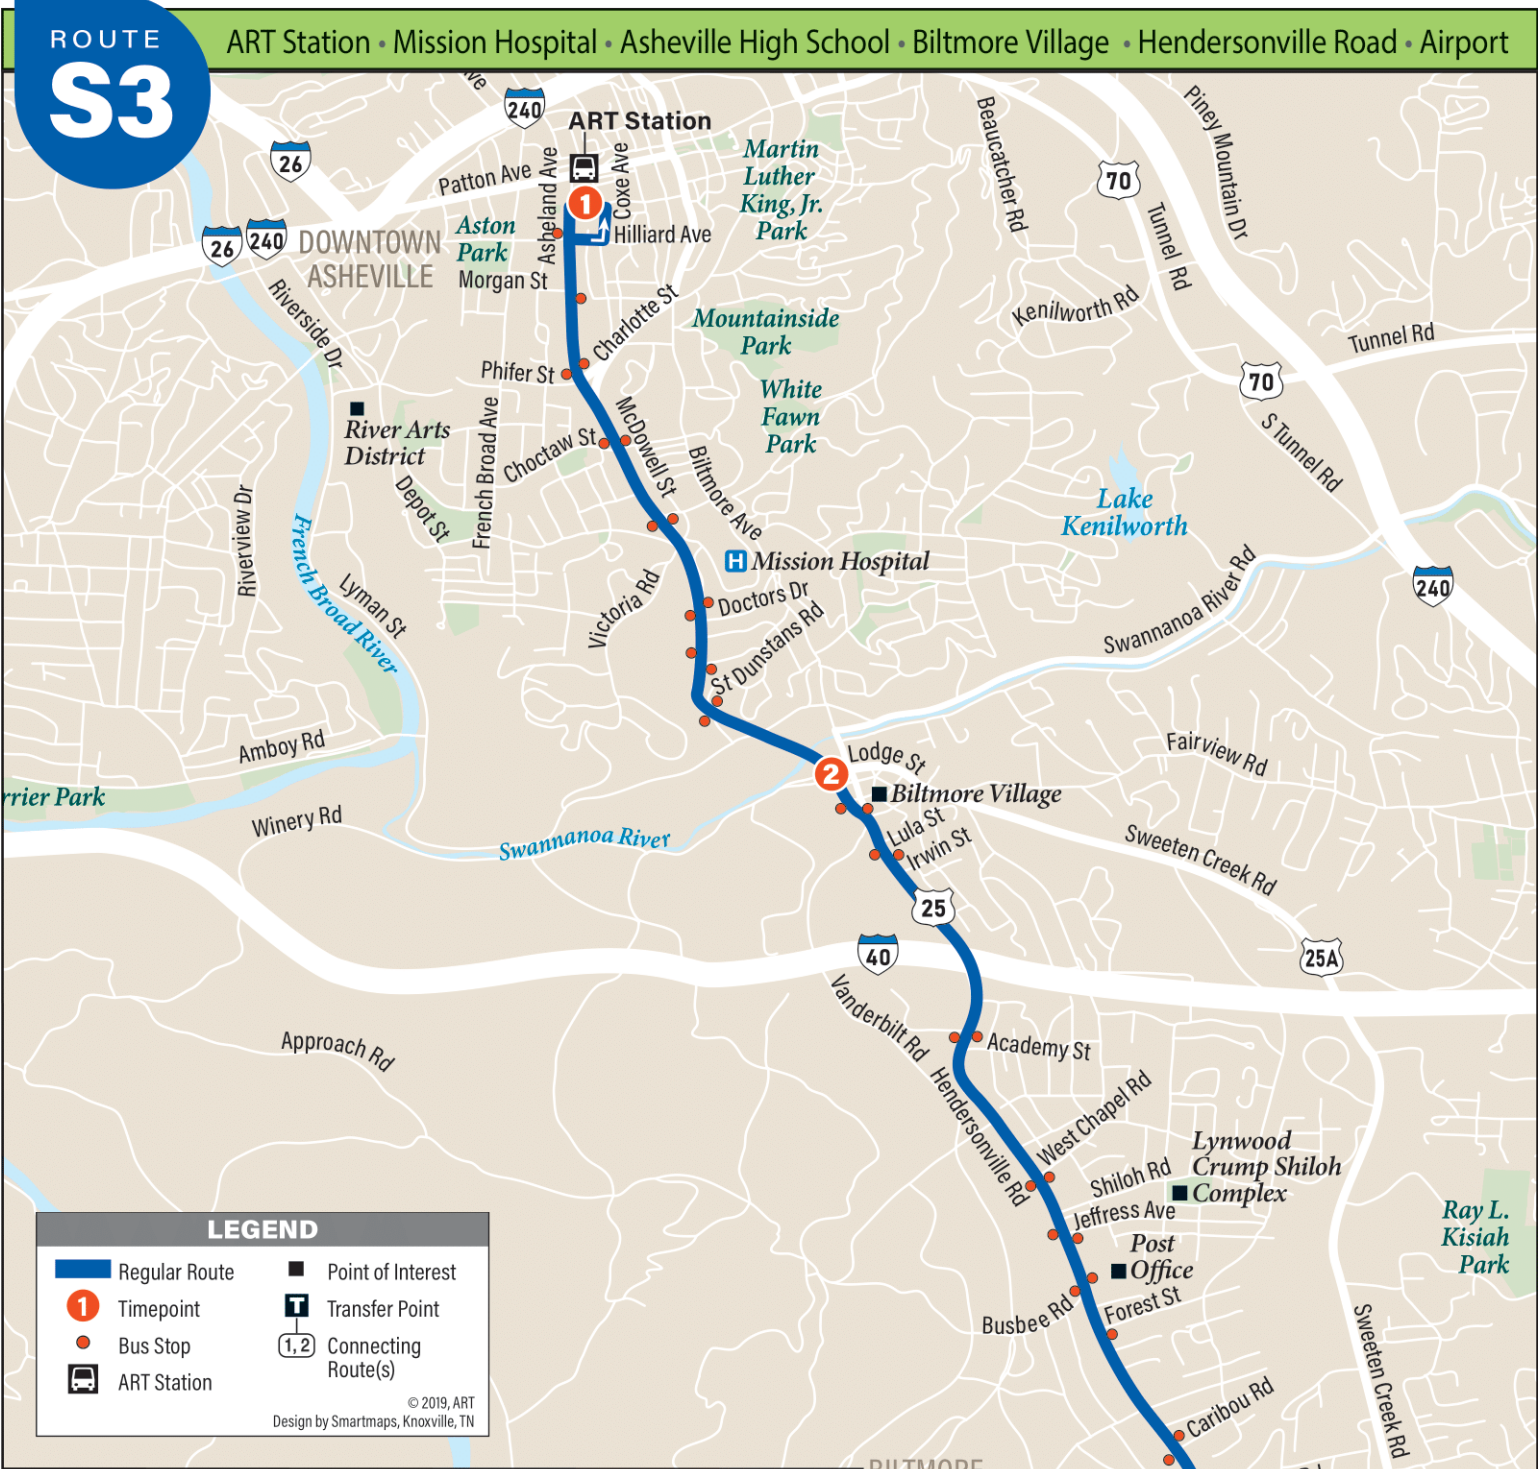 ROUTE
S3
ART Station • Mission Hospital • Asheville High School • Biltmore Village • Hendersonville Road • Airport
240
ART Station
26
Patton Ave
Asheland Ave
Coxe Ave
1
Martin
Luther
King, Jr.
Park
Beaucatcher Rd
70
Piney Mountain Dr
Tunnel Rd
26
240
DOWNTOWN
ASHEVILLE
Aston
Park
Hilliard Ave
Morgan St
Riverside Dr
Charlotte St
Mountainside
Park
Kenilworth Rd
Tunnel Rd
70
Phifer St
White
Fawn
Park
River Arts
District
French Broad Ave
Choctaw St
McDowell St
Biltmore Ave
S Tunnel Rd
Depot St
Riverview Dr
French Broad River
Lyman St
Lake
Kenilworth
H
Mission Hospital
Victoria Rd
Doctors Dr
St Dunstans Rd
Swannanoa River Rd
240
Amboy Rd
rrier Park
Winery Rd
Swannanoa River
2
Lodge St
Biltmore Village
Fairview Rd
Lula St
Irwin St
Sweeten Creek Rd
25
40
25A
Vanderbilt Rd
Academy St
Approach Rd
Hendersonville Rd
West Chapel Rd
Shiloh Rd
Lynwood
Crump Shiloh
Complex
Jeffress Ave
Post
Office
Ray L.
Kisiah
Park
Busbee Rd
Forest St
Sweeten Creek Rd
Caribou Rd
LEGEND
Regular Route
Point of Interest
1
Timepoint
T
Transfer Point
Bus Stop
1, 2
Connecting
Route(s)
ART Station
© 2019, ART
Design by Smartmaps, Knoxville, TN